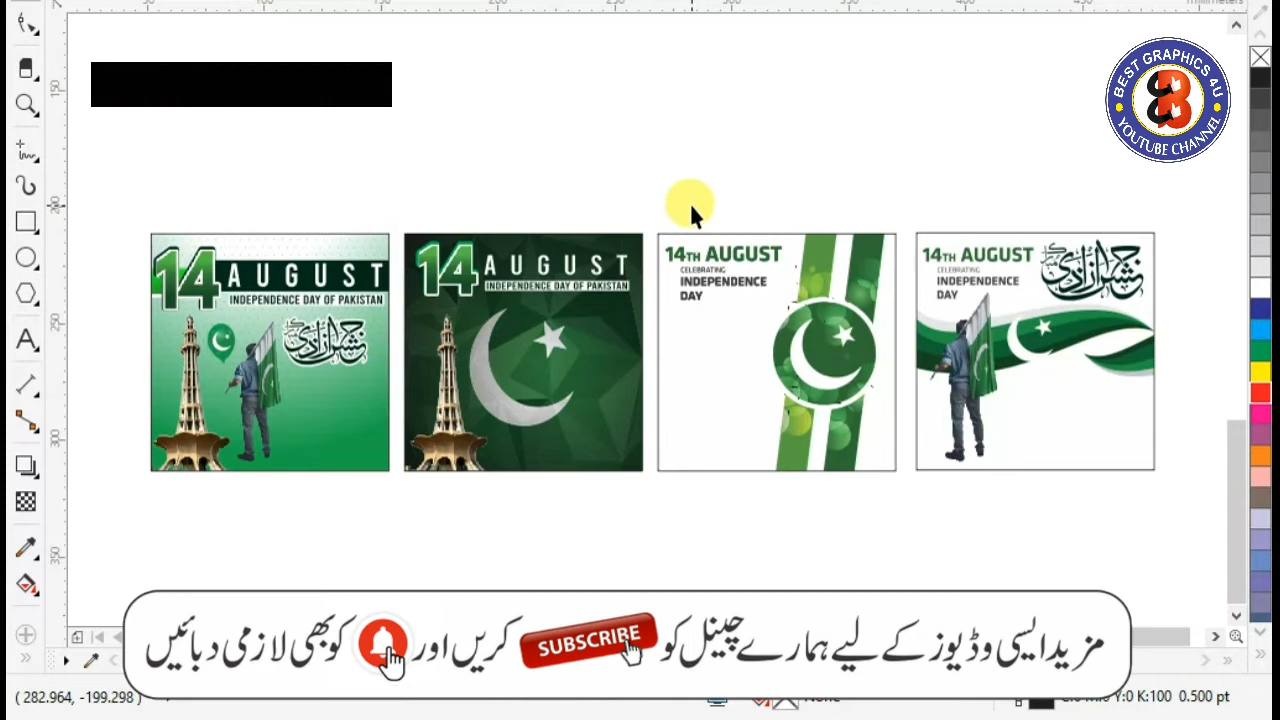 BEST GRAPHICS 4U
YOUTUBE CHANNEL
14 AUGUST
INDEPENDENCE DAY OF PAKISTAN
جشن آزادی
14 AUGUST
INDEPENDENCE DAY OF PAKISTAN
14TH AUGUST
CELEBRATING
INDEPENDENCE
DAY
14TH AUGUST
CELEBRATING
INDEPENDENCE
DAY
جشن آزادی
مزید ایسی وڈیوز کے لیے ہمارے چینل کو SUBSCRIBE کریں اور کو بھی لازمی دبائیں
( 282.964, -199.298 )
Y:0 K:100 0.500 pt